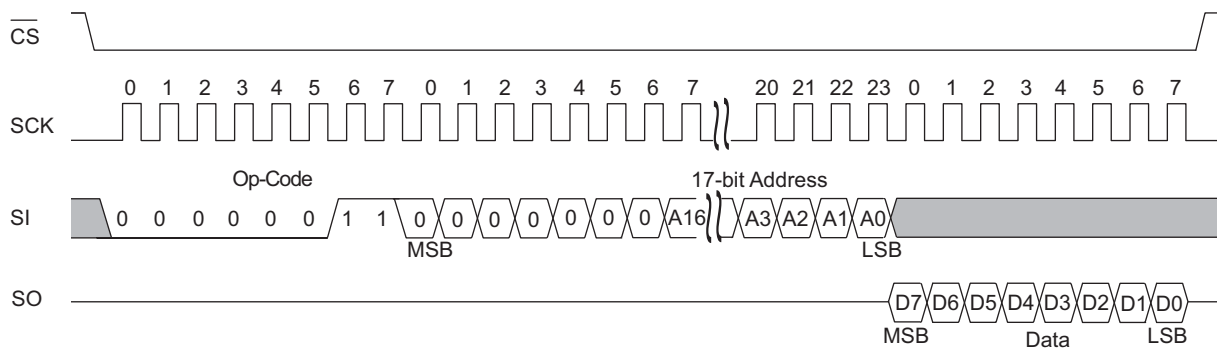 CS
0 1 2 3 4 5 6 7 0 1 2 3 4 5 6 7 20 21 22 23 0 1 2 3 4 5 6 7
SCK
Op-Code 17-bit Address
SI 0 0 0 0 0 0 1 1 0 0 0 0 0 0 0 A16 A3 A2 A1 A0
MSB LSB
SO D7 D6 D5 D4 D3 D2 D1 D0
MSB Data LSB